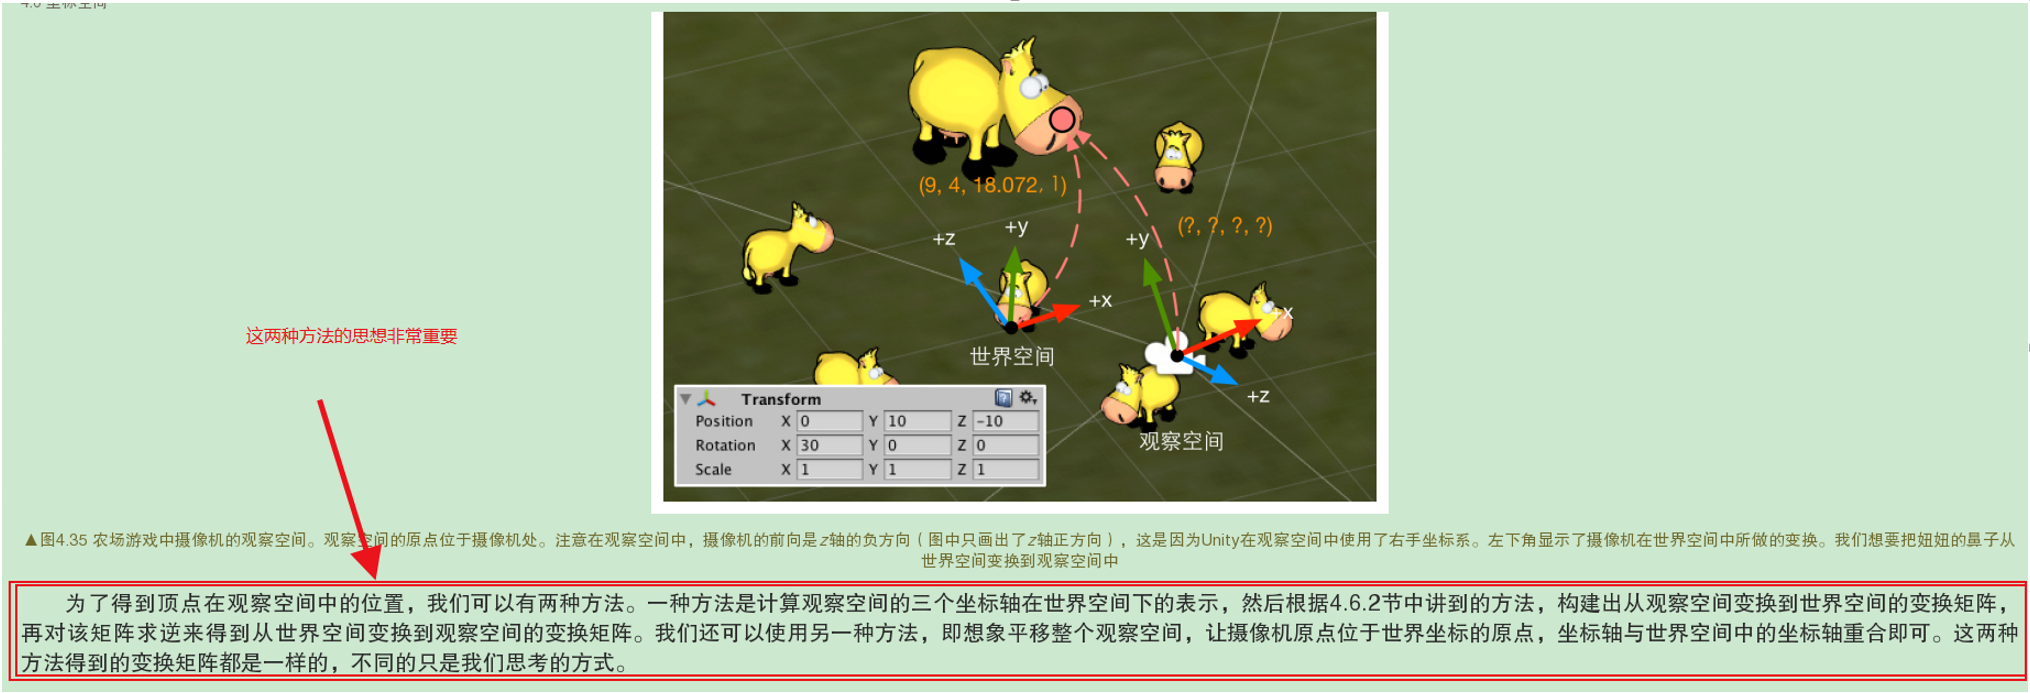 4.6 坐标空间
(9, 4, 18.072, 1)
(?, ?, ?, ?)
+z
+y
+y
+x
+x
世界空间
+z
观察空间
这两种方法的思想非常重要
Transform
Position X 0 Y 10 Z -10
Rotation X 30 Y 0 Z 0
Scale X 1 Y 1 Z 1
▲图4.35 农场游戏中摄像机的观察空间。观察空间的原点位于摄像机处。注意在观察空间中，摄像机的前向是z轴的负方向（图中只画出了z轴正方向），这是因为Unity在观察空间中使用了右手坐标系。左下角显示了摄像机在世界空间中所做的变换。我们想要把妞妞的鼻子从
世界空间变换到观察空间中
为了得到顶点在观察空间中的位置，我们可以有两种方法。一种方法是计算观察空间的三个坐标轴在世界空间下的表示，然后根据4.6.2节中讲到的方法，构建出从观察空间变换到世界空间的变换矩阵，
再对该矩阵求逆来得到从世界空间变换到观察空间的变换矩阵。我们还可以使用另一种方法，即想象平移整个观察空间，让摄像机原点位于世界坐标的原点，坐标轴与世界空间中的坐标轴重合即可。这两种
方法得到的变换矩阵都是一样的，不同的只是我们思考的方式。